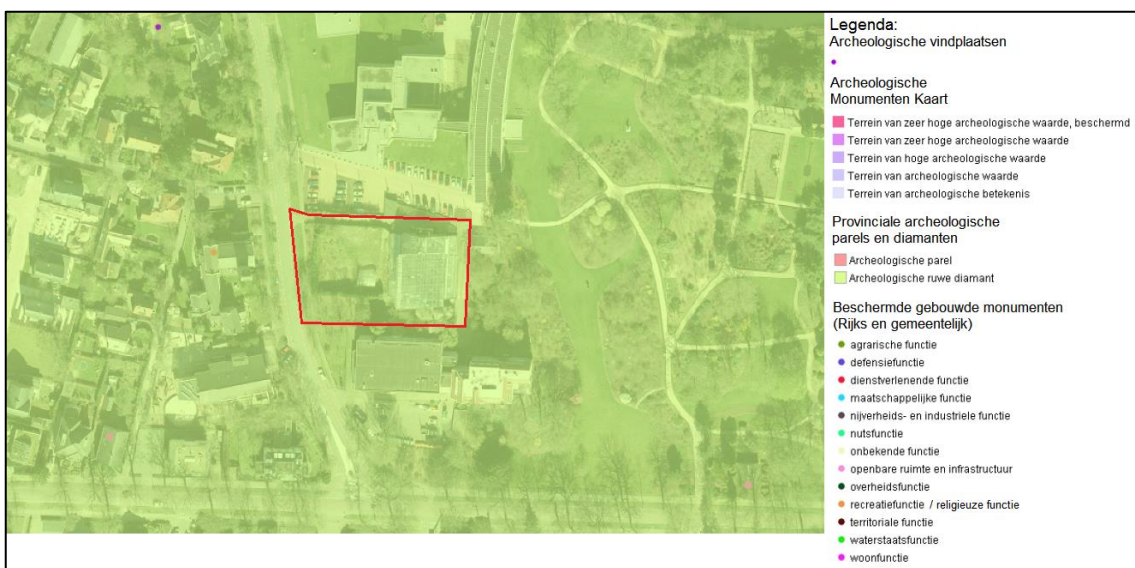 Legenda:
Archeologische vindplaatsen
Archeologische
Monumenten Kaart
Terrein van zeer hoge archeologische waarde, beschermd
Terrein van zeer hoge archeologische waarde
Terrein van hoge archeologische waarde
Terrein van archeologische waarde
Terrein van archeologische betekenis
Provinciale archeologische
parels en diamanten
Archeologische parel
Archeologische ruwe diamant
Beschermde gebouwde monumenten
(Rijks en gemeentelijk)
agrarische functie
defensiefunctie
dienstverlenende functie
maatschappelijke functie
nijverheids- en industriele functie
nutsfunctie
onbekende functie
openbare ruimte en infrastructuur
overheidsfunctie
recreatiefunctie / religieuze functie
territoriale functie
waterstaatsfunctie
woonfunctie